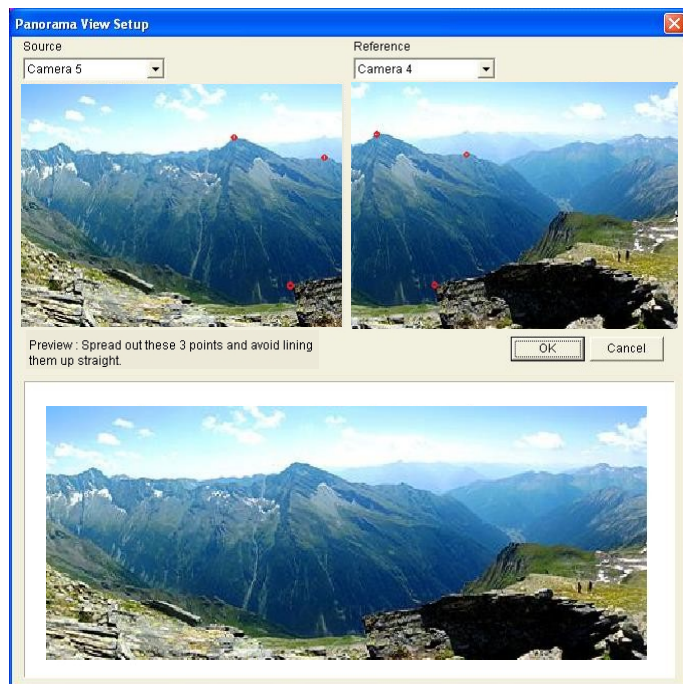 Panorama View Setup
Source
Reference
Camera 5
Camera 4
Preview : Spread out these 3 points and avoid lining
them up straight.
OK
Cancel